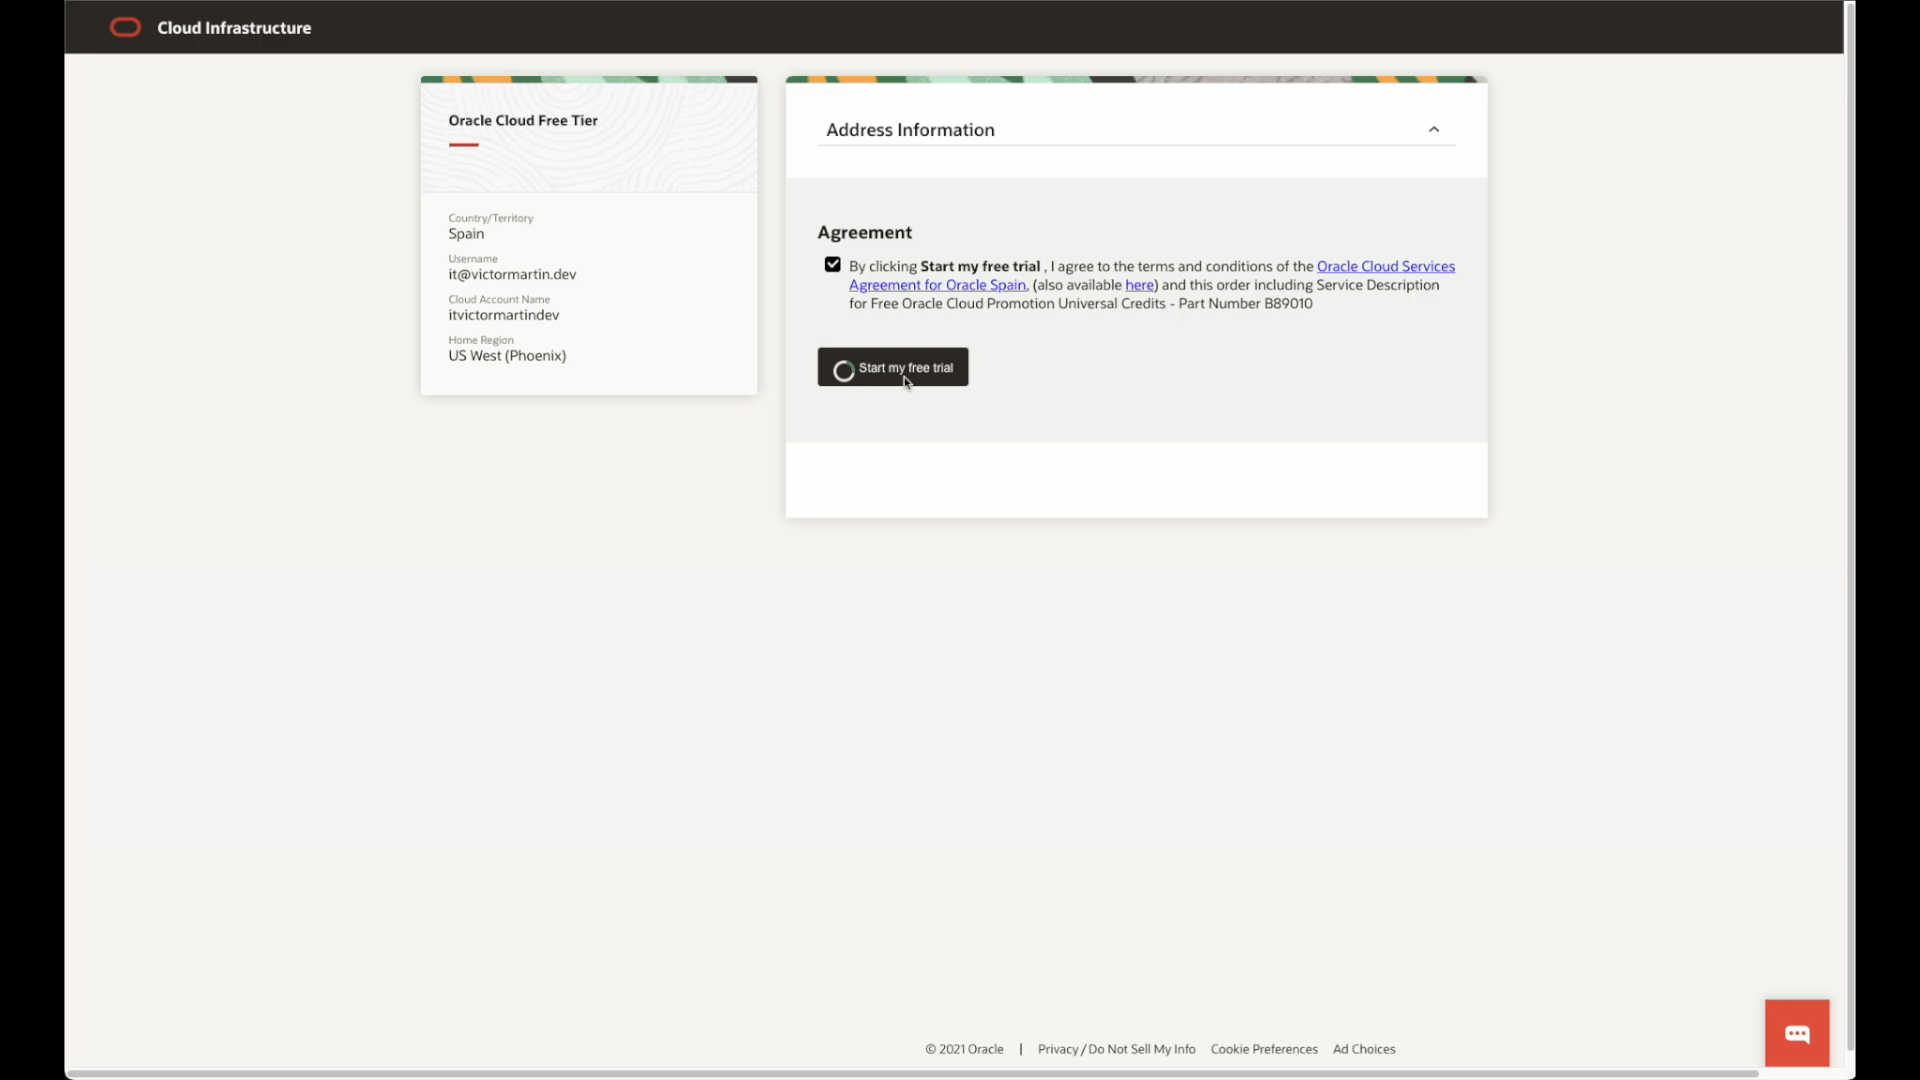 Cloud Infrastructure
Oracle Cloud Free Tier
Country/Territory
Spain
Username
it@victormartin.dev
Cloud Account Name
itvictormartindev
Home Region
US West (Phoenix)
Address Information
Agreement
By clicking Start my free trial , I agree to the terms and conditions of the Oracle Cloud Services
Agreement for Oracle Spain, (also available here) and this order including Service Description
for Free Oracle Cloud Promotion Universal Credits - Part Number B89010
Start my free trial
© 2021 Oracle | Privacy / Do Not Sell My Info Cookie Preferences Ad Choices